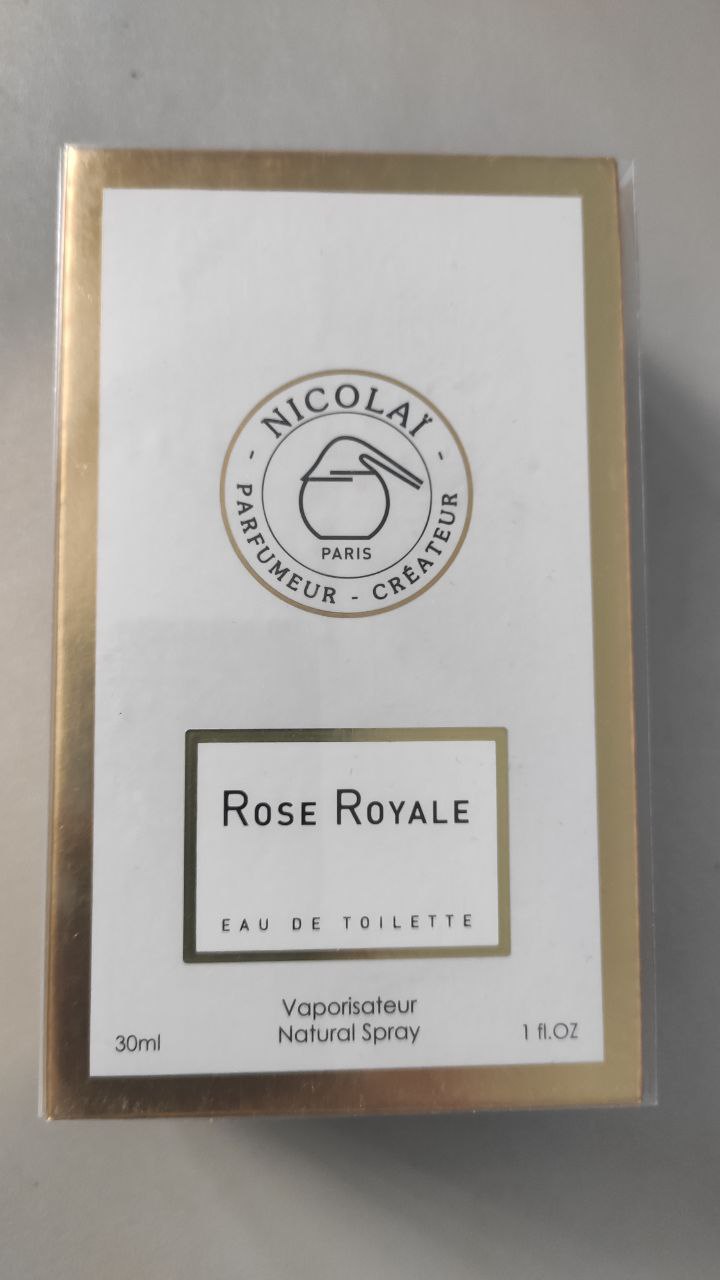 - NICOLAÏ -
PARFUMEUR - CRÉATEUR
PARIS
ROSE ROYALE
EAU DE TOILETTE
Vaporisateur
Natural Spray
30ml
1 fl.OZ